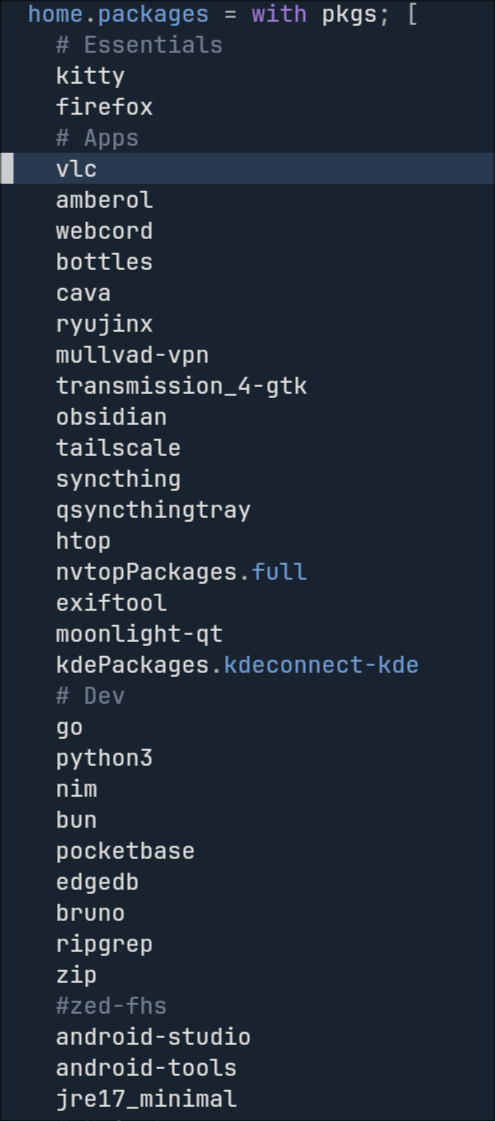 home.packages = with pkgs; [
# Essentials
kitty
firefox
# Apps
vlc
amberol
webcord
bottles
cava
ryujinx
mullvad-vpn
transmission_4-gtk
obsidian
tailscale
syncthing
qsyncthingtray
htop
nvtopPackages.full
exiftool
moonlight-qt
kdePackages.kdeconnect-kde
# Dev
go
python3
nim
bun
pocketbase
edgedb
bruno
ripgrep
zip
#zed-fhs
android-studio
android-tools
jre17_minimal